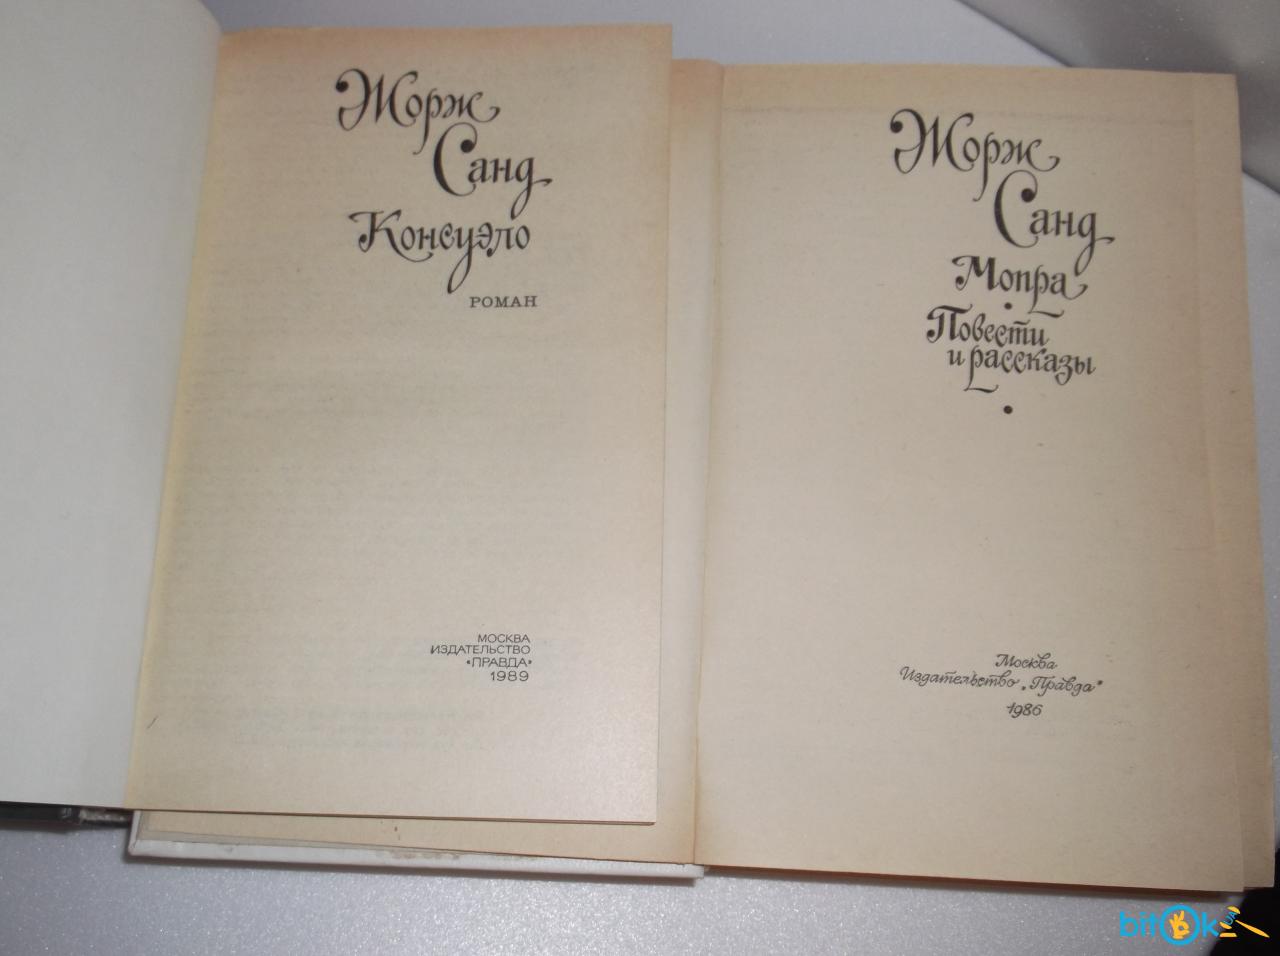 Жорж
Санд
Консуэло
РОМАН
МОСКВА
ИЗДАТЕЛЬСТВО
«ПРАВДА»
1989
Жорж
Санд
Мопра
•
Повести
и рассказы
•
Москва
Издательство „Правда"
1986
bitOk